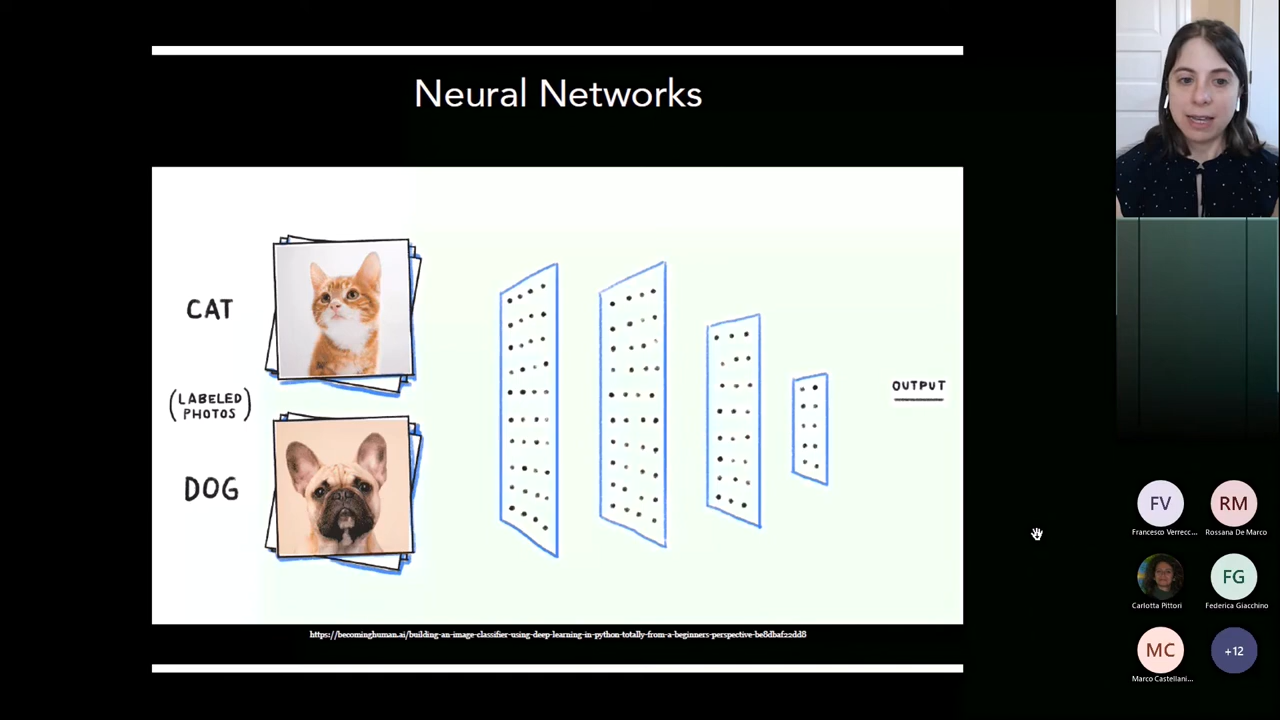 Neural Networks
CAT
(LABELED
PHOTOS)
DOG
OUTPUT
https://becominghuman.ai/building-an-image-classifier-using-deep-learning-in-python-totally-from-a-beginners-perspective-be8dbaf22dd8
FV
RM
Francesco Verrecc...
Rossana De Marco
FG
Carlotta Pittori
Federica Giacchino
MC
+12
Marco Castellani...